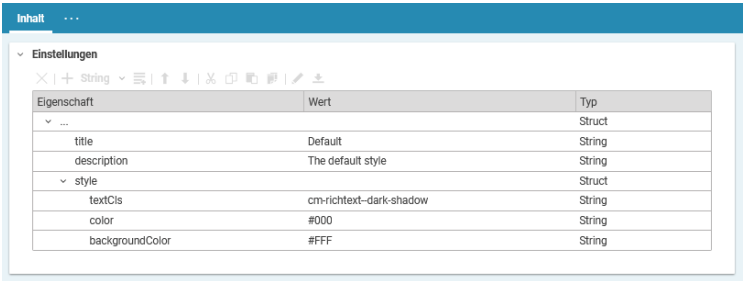 Inhalt ...
Einstellungen
String
Eigenschaft Wert Typ
... Struct
title Default String
description The default style String
style Struct
textCls cm-richtext--dark-shadow String
color #000 String
backgroundColor #FFF String